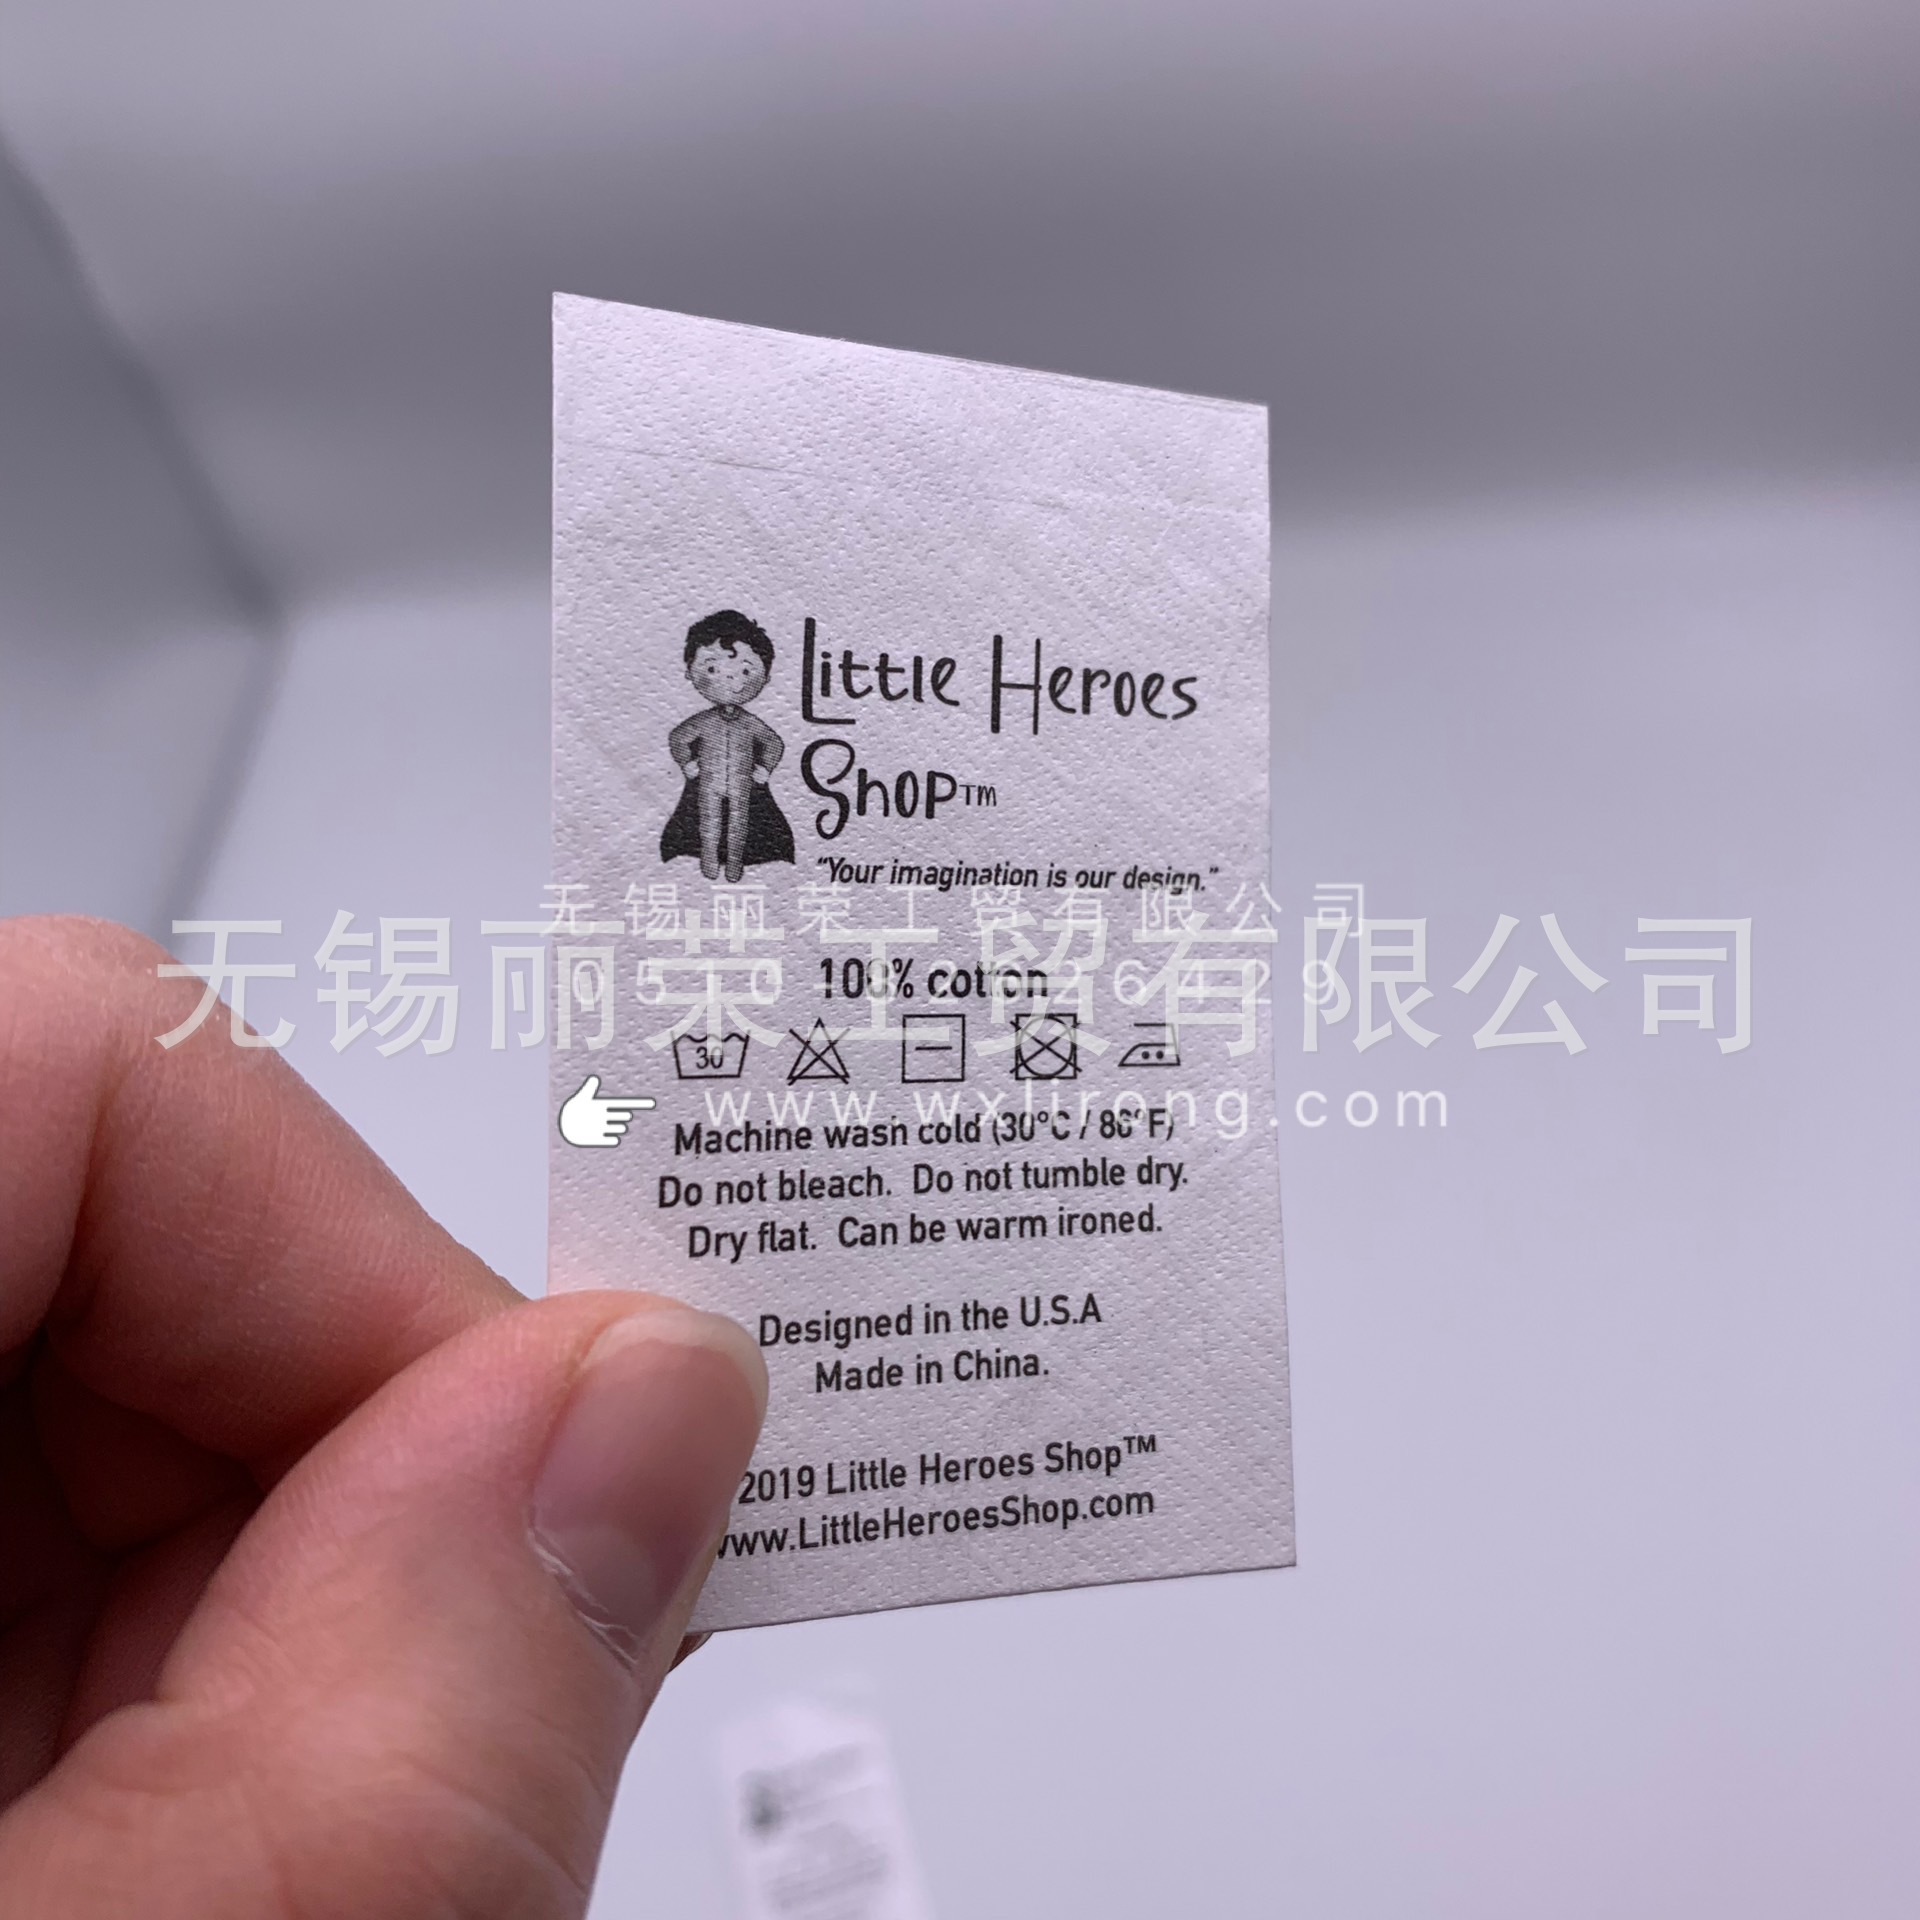 Little Heroes
Shop™
"Your imagination is our design."
无锡丽荣工贸有限公司
无锡丽荣工贸有限公司
100% cotton
30
www.wxlirong.com
Machine wash cold (30°C / 86°F)
Do not bleach. Do not tumble dry.
Dry flat. Can be warm ironed.
Designed in the U.S.A
Made in China.
2019 Little Heroes Shop™
www.LittleHeroesShop.com